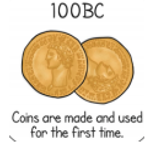 100BC
Coins are made and used
for the first time.